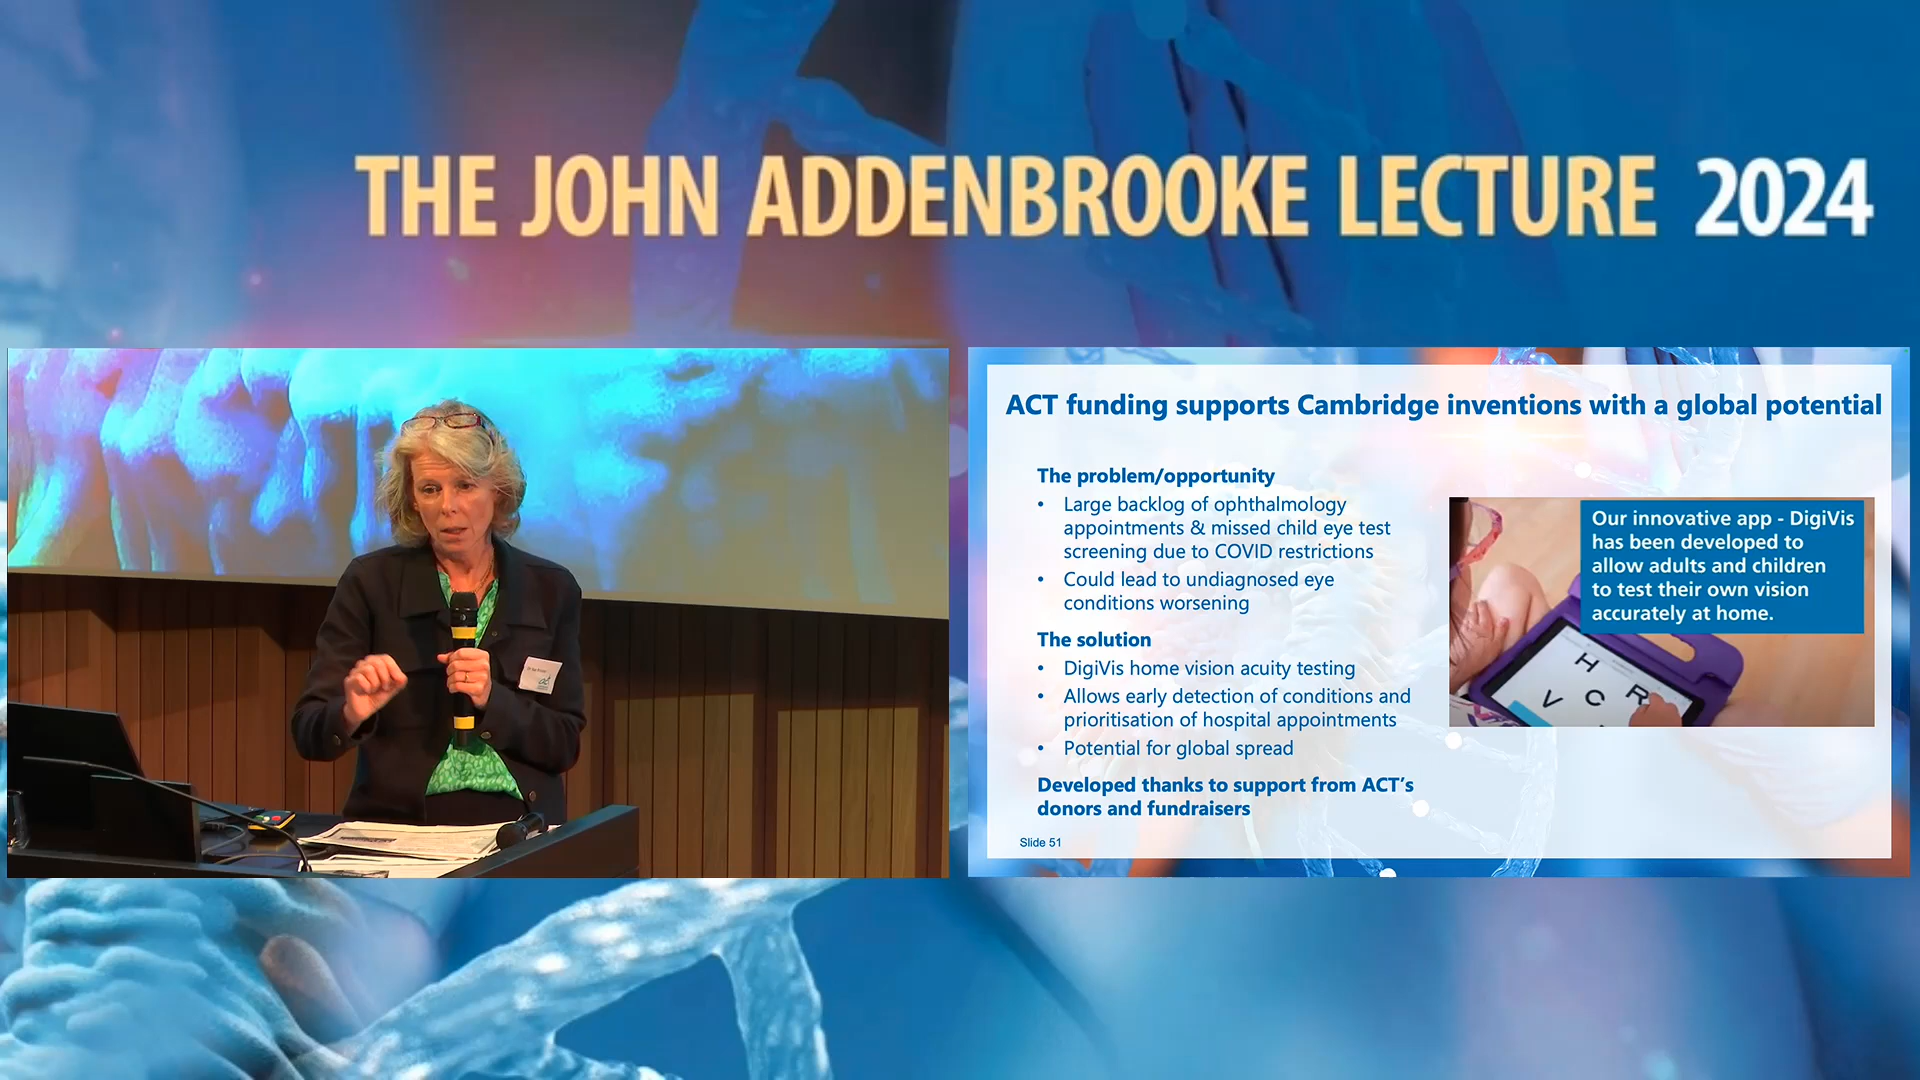 THE JOHN ADDENBROOKE LECTURE 2024
ACT funding supports Cambridge inventions with a global potential
The problem/opportunity
• Large backlog of ophthalmology
appointments & missed child eye test
screening due to COVID restrictions
• Could lead to undiagnosed eye
conditions worsening
The solution
• DigiVis home vision acuity testing
• Allows early detection of conditions and
prioritisation of hospital appointments
• Potential for global spread
Developed thanks to support from ACT’s
donors and fundraisers
Slide 51
Our innovative app - DigiVis
has been developed to
allow adults and children
to test their own vision
accurately at home.
H R
V C
act